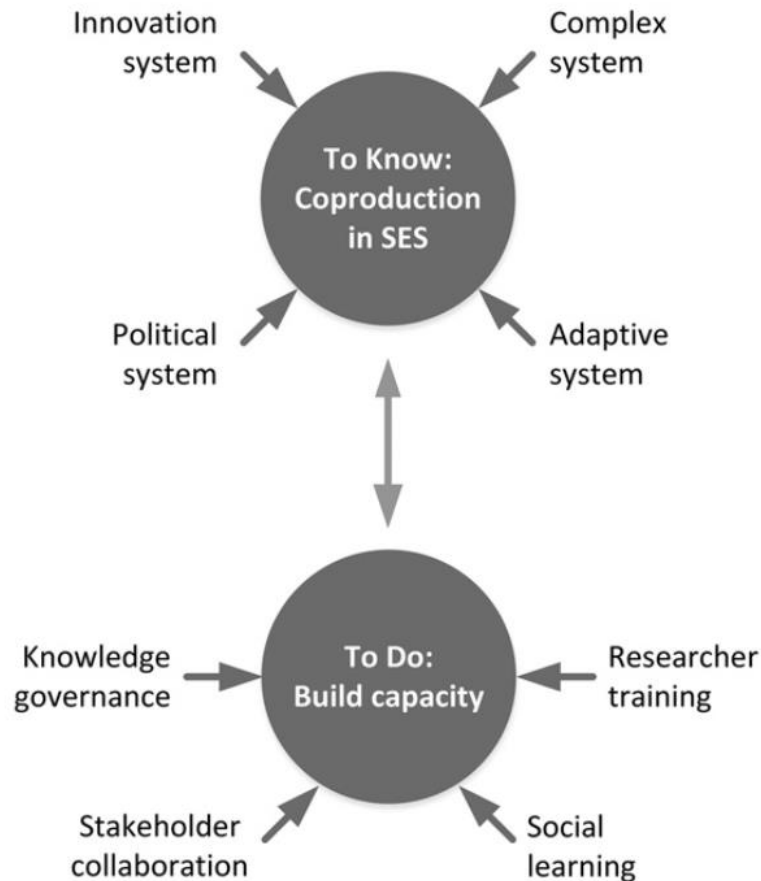 Innovation
system
Complex
system
To Know:
Coproduction
in SES
Political
system
Adaptive
system
To Do:
Build capacity
Knowledge
governance
Researcher
training
Stakeholder
collaboration
Social
learning